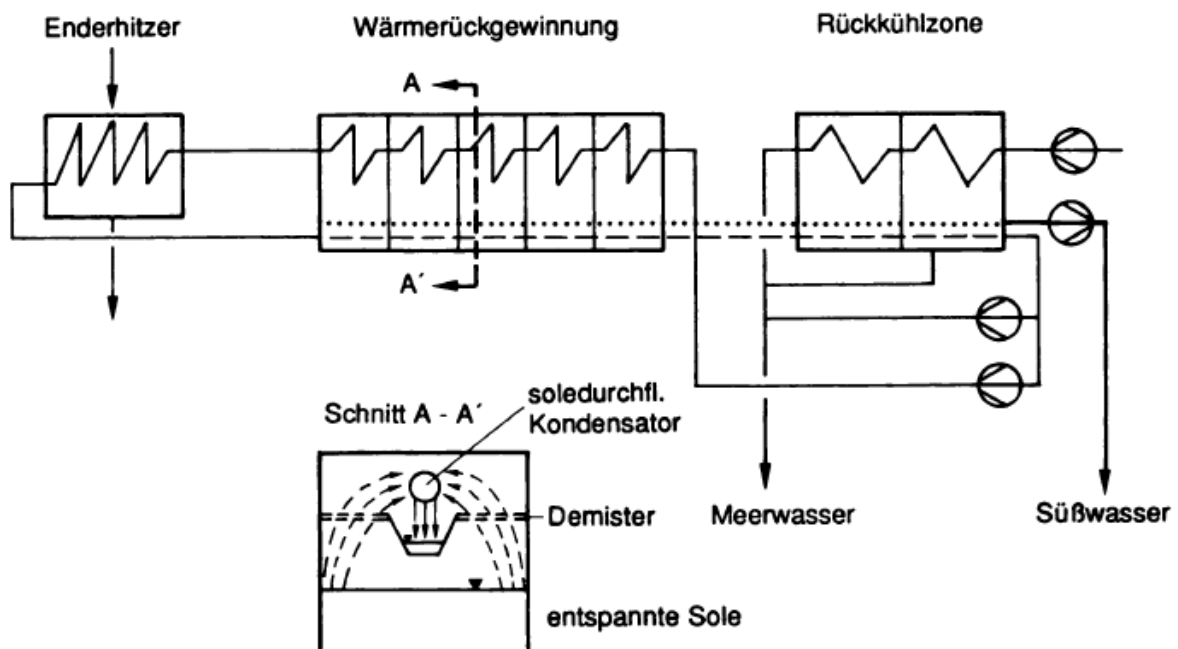 Enderhitzer
Wärmerückgewinnung
Rückkühlzone
A
A´
Schnitt A - A´
soledurchfl.
Kondensator
Demister
entspannte Sole
Meerwasser
Süßwasser